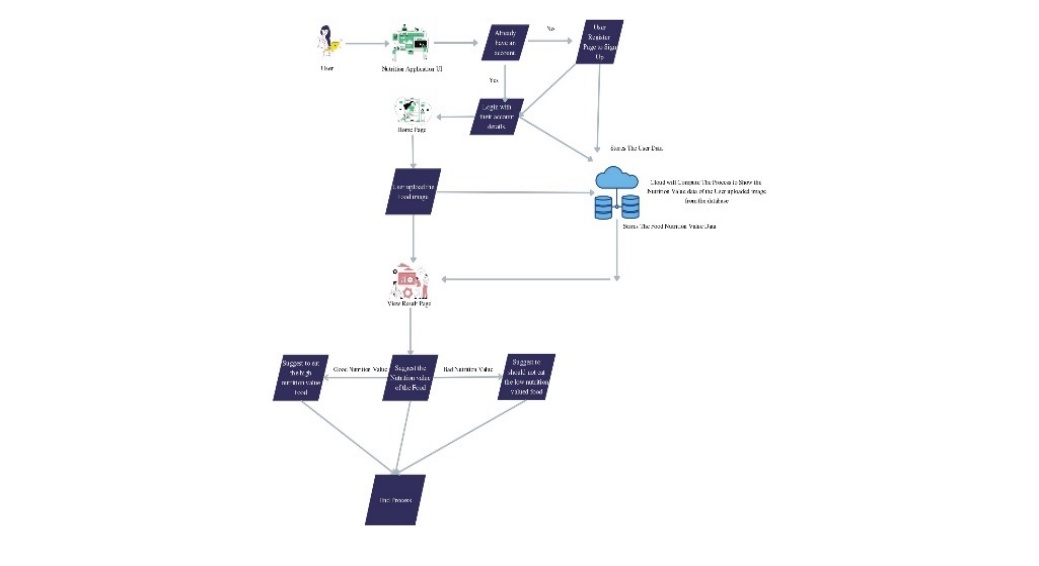 User
Nutrition Application UI
Already
have an
account
Yes
User
Register
Page to Sign
Up
Yes
Login with
their account
details
Home Page
Stores The User Data
User upload the
food image
Cloud will Compute The Process to Show the
Nutrition Value data of the User uploaded image
from the database
Stores The Food Nutrition Value Data
View Result Page
Suggest to eat
the high
nutrition value
food
Good Nutrition Value
Suggest the
Nutrition value
of the Food
Bad Nutrition Value
Suggest to
should not eat
the low nutrition
valued food
End Process